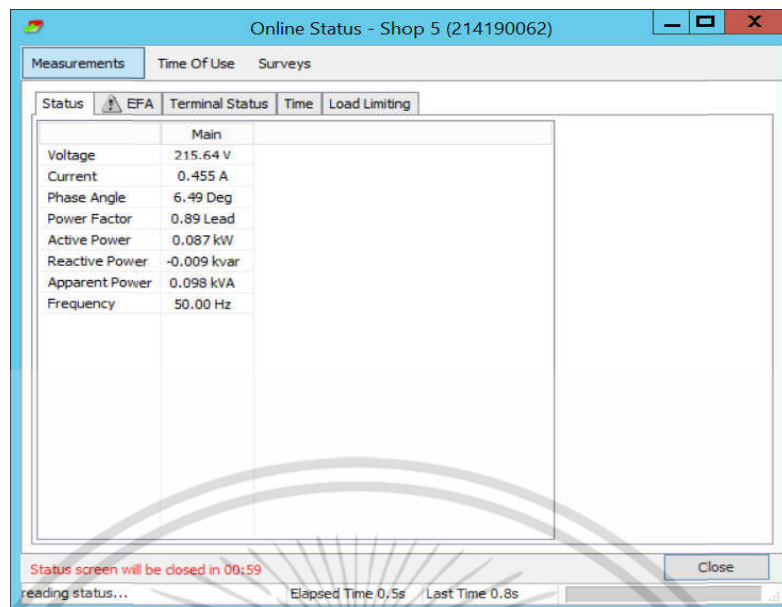 Online Status - Shop 5 (214190062)
Measurements Time Of Use Surveys
Status EFA Terminal Status Time Load Limiting
Main
Voltage 215.64 V
Current 0.455 A
Phase Angle 6.49 Deg
Power Factor 0.89 Lead
Active Power 0.087 kW
Reactive Power -0.009 kvar
Apparent Power 0.098 kVA
Frequency 50.00 Hz
Status screen will be closed in 00:59
Close
reading status... Elapsed Time 0.5s Last Time 0.8s